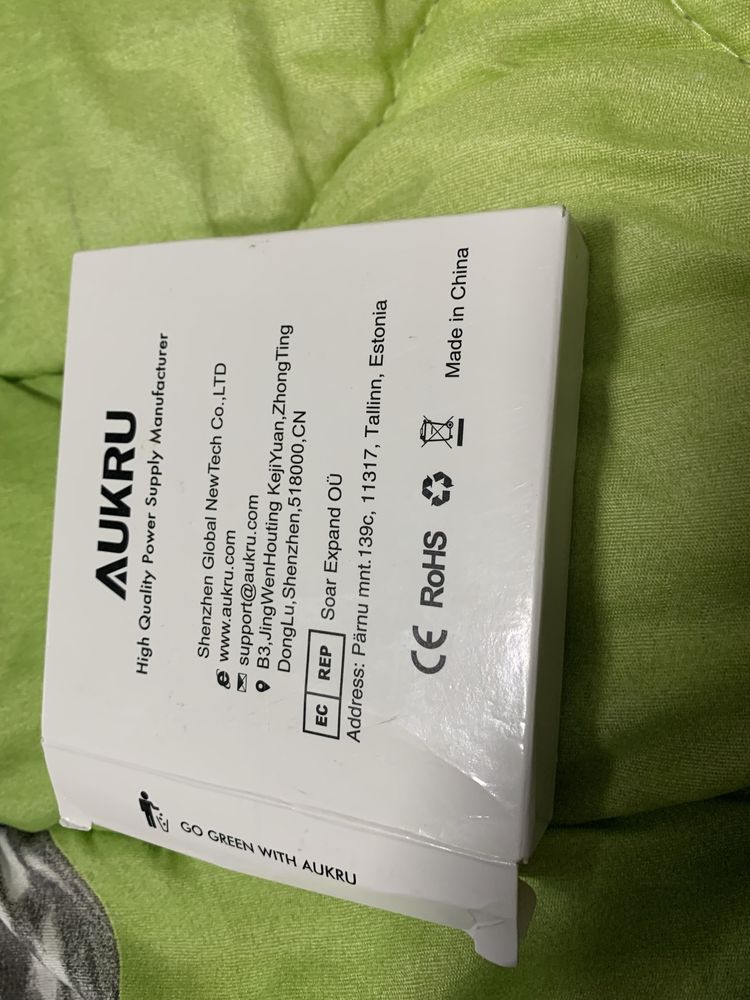 AUKRU
High Quality Power Supply Manufacturer
Shenzhen Global NewTech Co.,LTD
www.aukru.com
support@aukru.com
B3,JingWenHouting KejiYuan,ZhongTing
DongLu,Shenzhen,518000,CN
EC REP Soar Expand OÜ
Address: Pärnu mnt.139c, 11317, Tallinn, Estonia
CE RoHS Made in China
GO GREEN WITH AUKRU